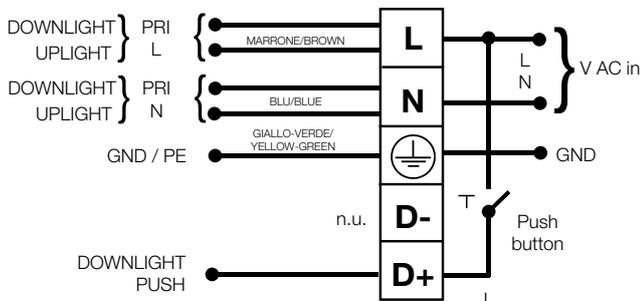 DOWNLIGHT } PRI {
UPLIGHT L
MARRONE/BROWN
L
L
N
} V AC in
DOWNLIGHT } PRI {
UPLIGHT N
BLU/BLUE
N
GIALLO-VERDE/
YELLOW-GREEN
GND / PE
GND
n.u.
D-
Push
button
DOWNLIGHT
PUSH
D+